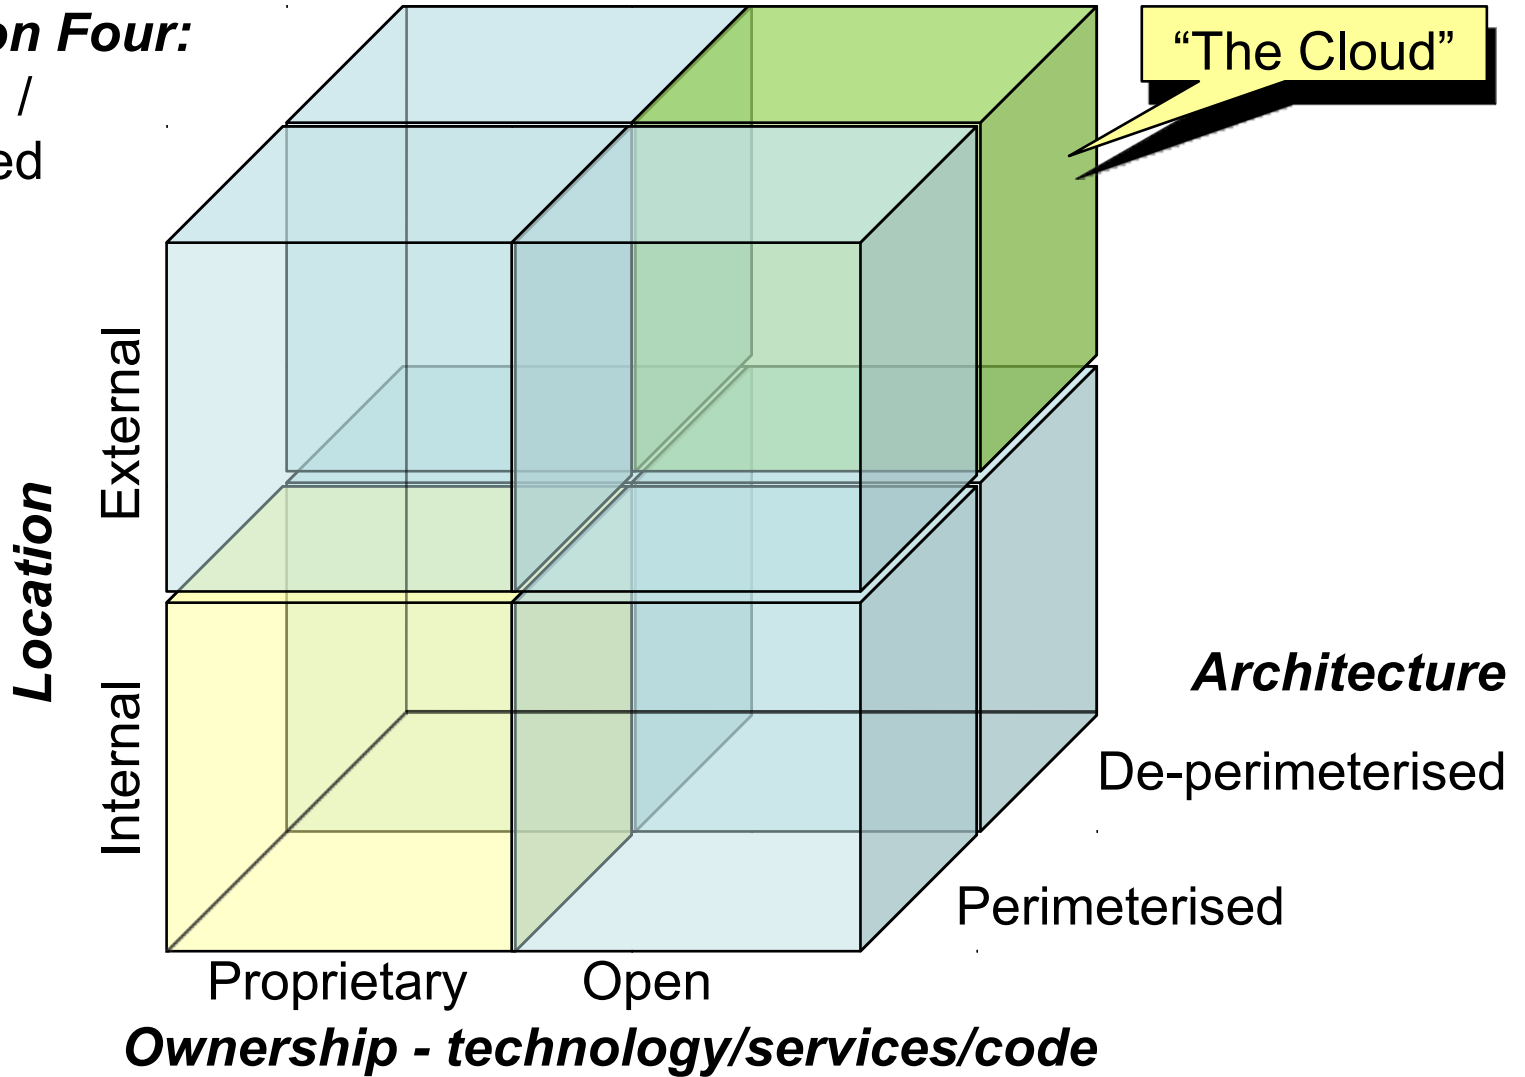 on Four:
/
ed
“The Cloud”
External
Location
Internal
Architecture
De-perimeterised
Perimeterised
Proprietary
Open
Ownership - technology/services/code